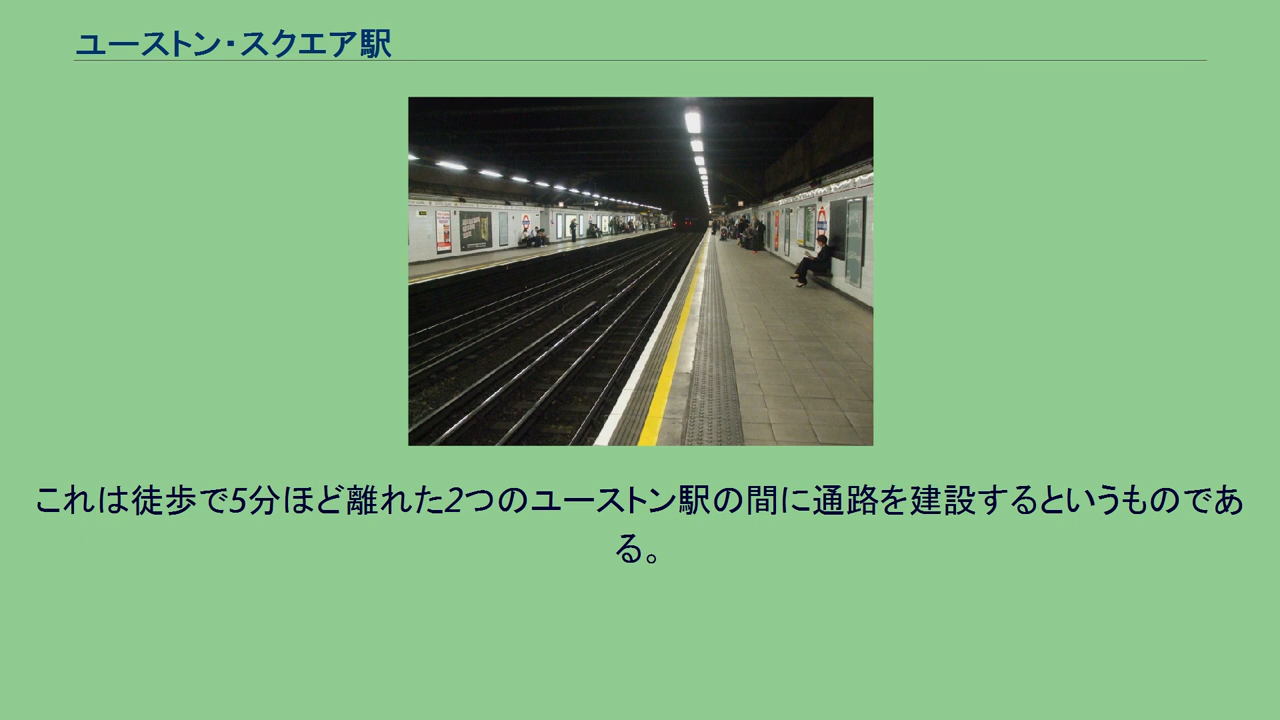 ユーストン・スクエア駅
これは徒歩で5分ほど離れた2つのユーストン駅の間に通路を建設するというものであ
る。